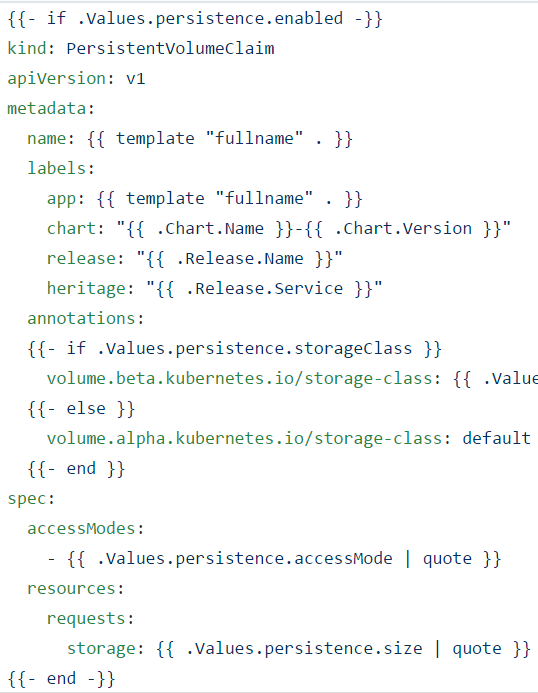 {{- if .Values.persistence.enabled -}}
kind: PersistentVolumeClaim
apiVersion: v1
metadata:
  name: {{ template "fullname" . }}
  labels:
    app: {{ template "fullname" . }}
    chart: "{{ .Chart.Name }}-{{ .Chart.Version }}"
    release: "{{ .Release.Name }}"
    heritage: "{{ .Release.Service }}"
  annotations:
  {{- if .Values.persistence.storageClass }}
    volume.beta.kubernetes.io/storage-class: {{ .Value
  {{- else }}
    volume.alpha.kubernetes.io/storage-class: default
  {{- end }}
spec:
  accessModes:
    - {{ .Values.persistence.accessMode | quote }}
  resources:
    requests:
      storage: {{ .Values.persistence.size | quote }}
{{- end -}}